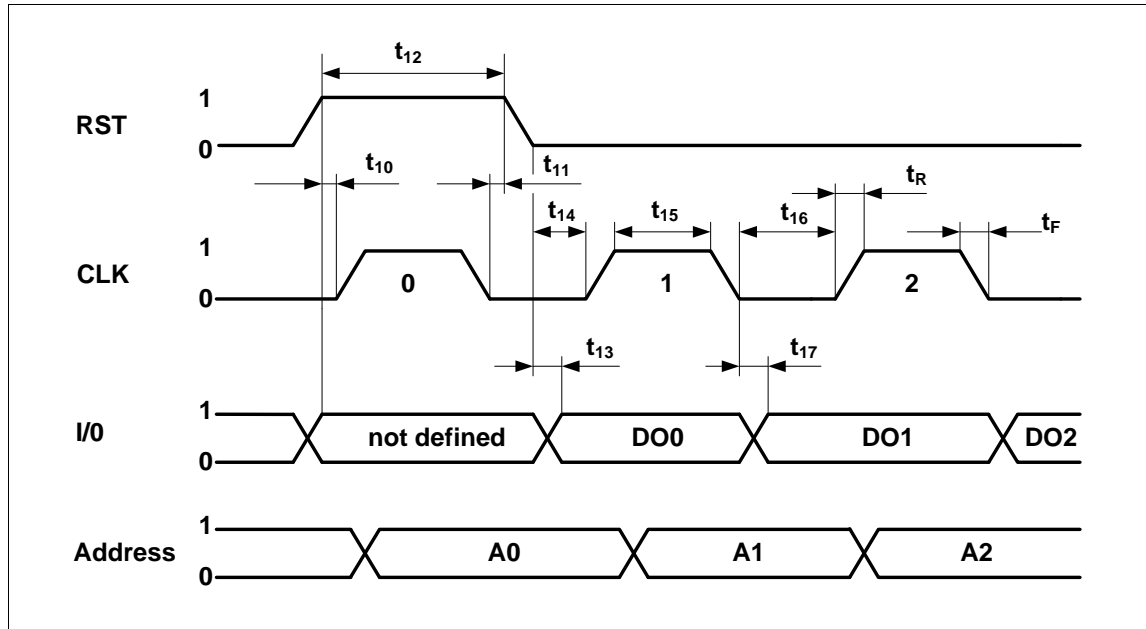 t12
1
RST
0
t10
t11
tR
t14
t15
t16
tF
1
CLK
0
0
1
2
t13
t17
1
I/0
not defined
DO0
DO1
DO2
0
1
Address
A0
A1
A2
0